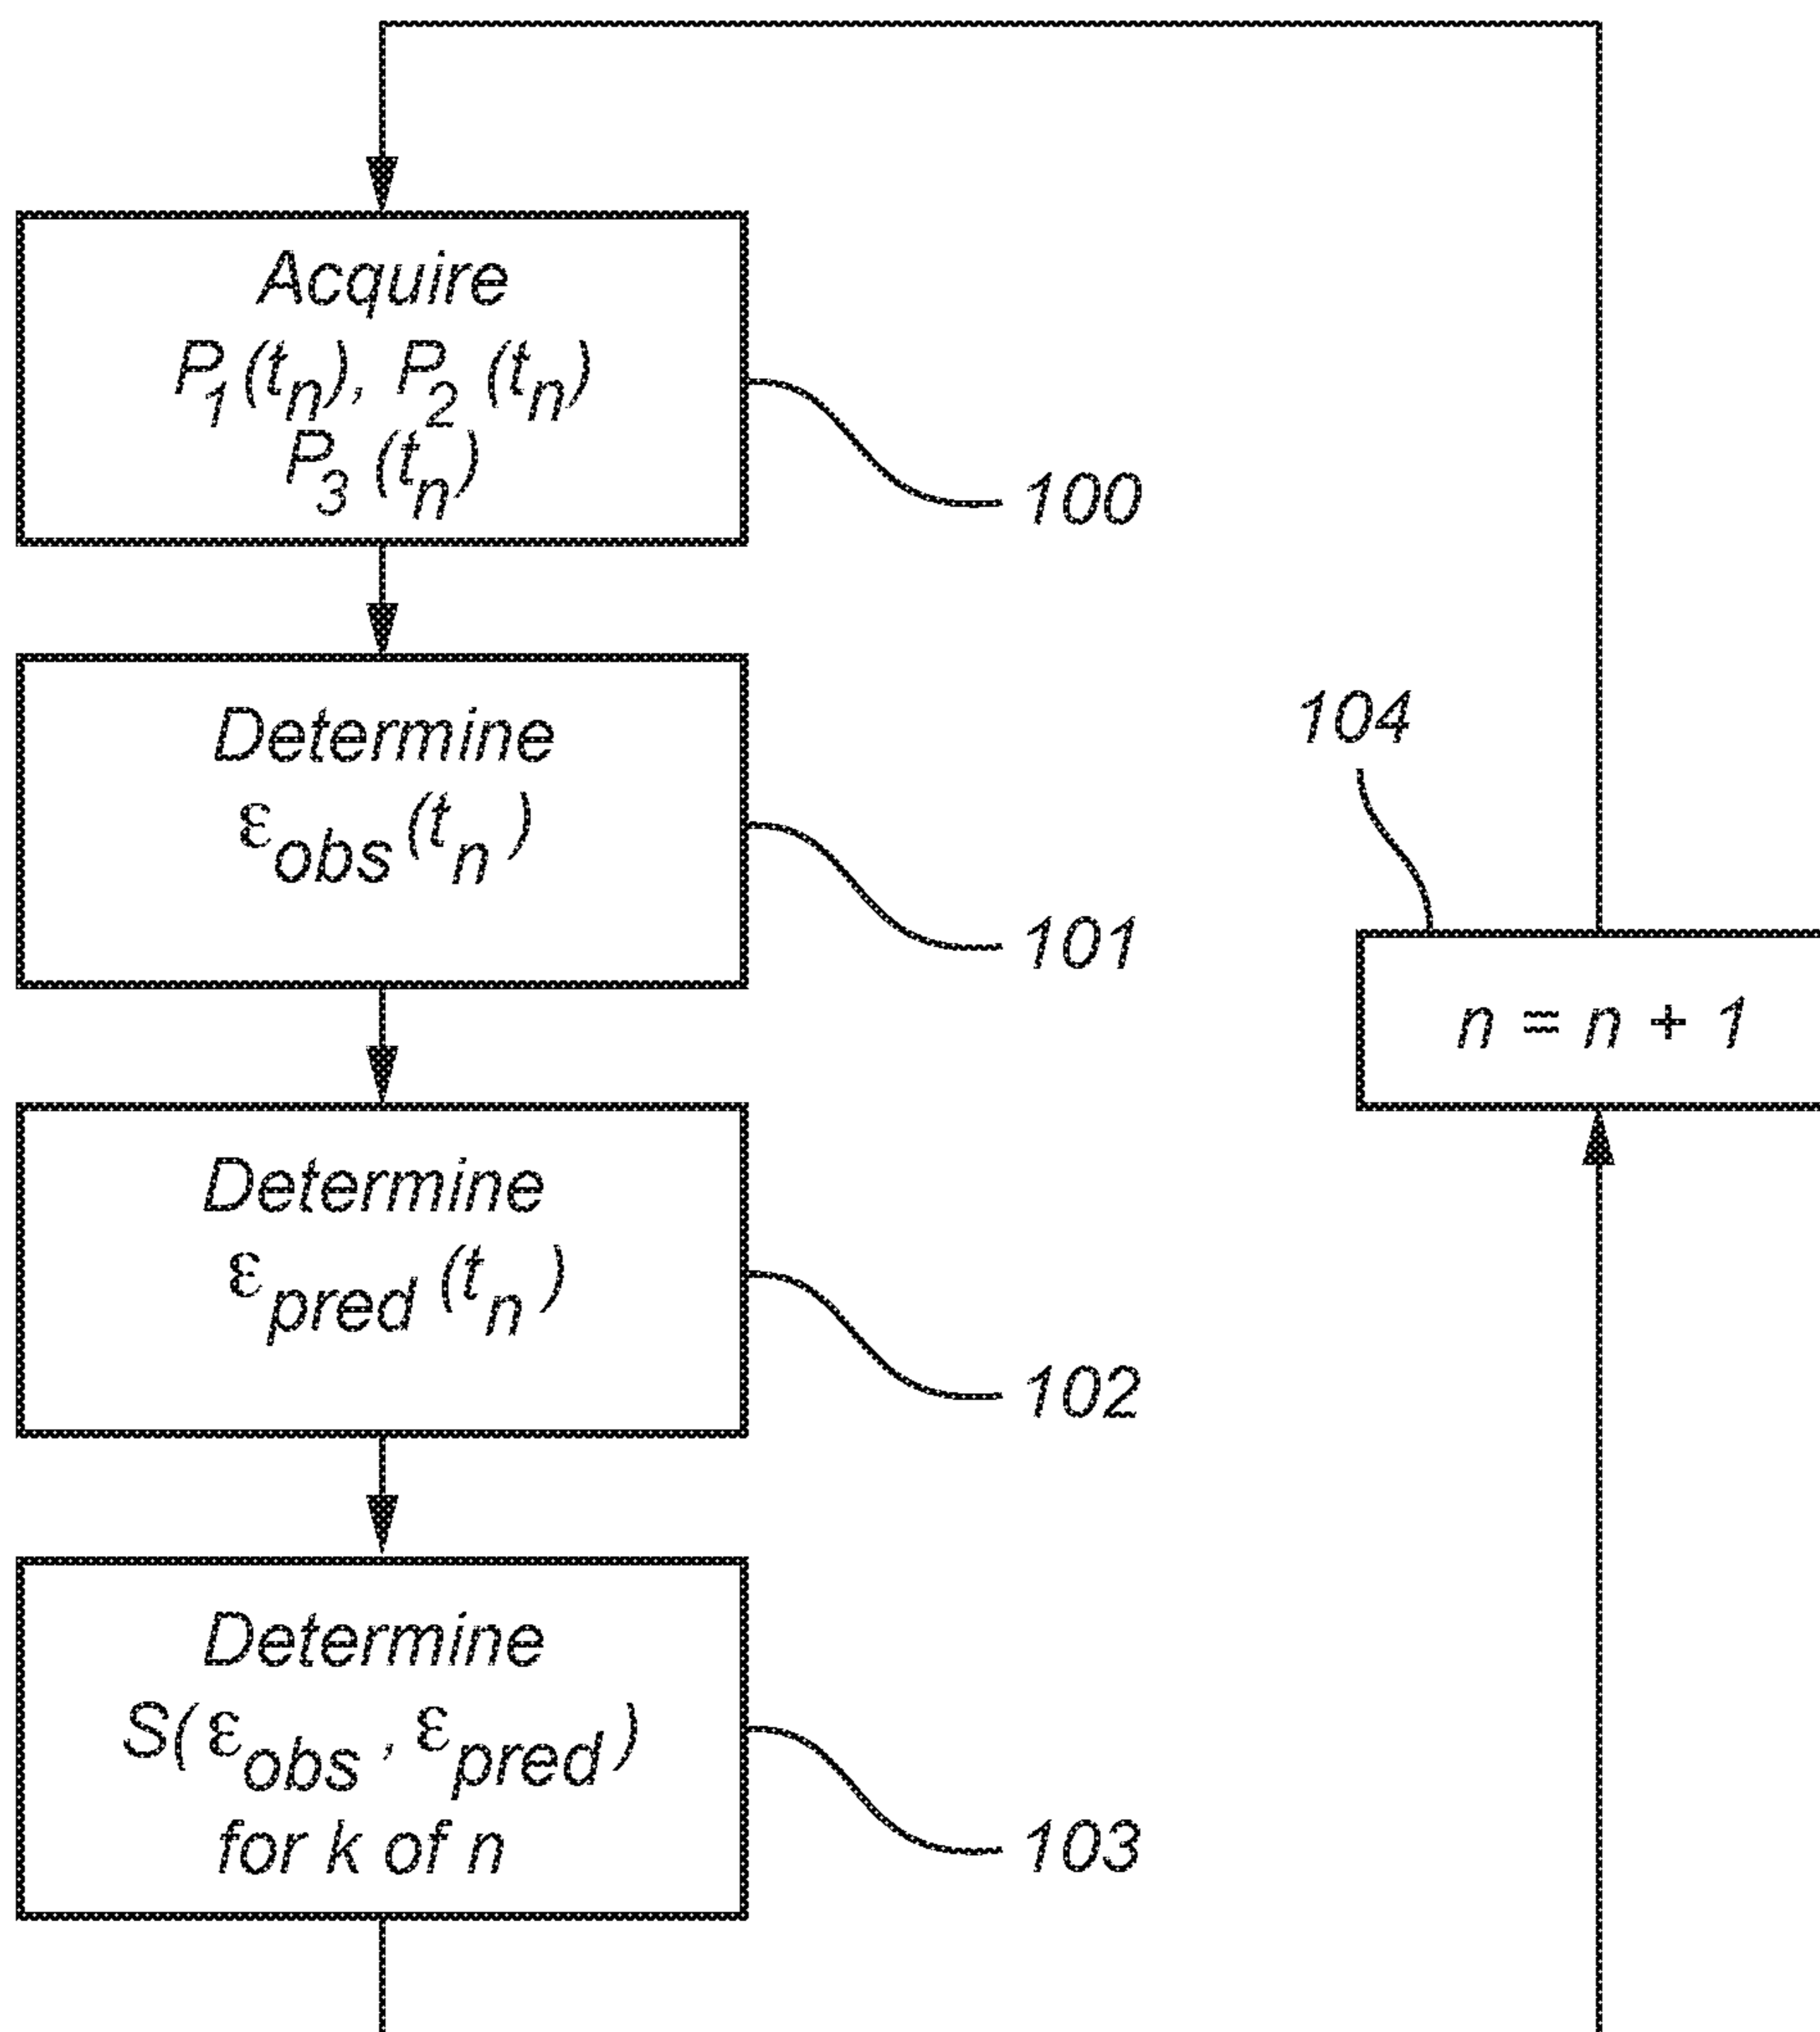 Acquire
P1(tn), P2 (tn)
P3 (tn)
100
Determine
εobs(tn)
101
104
n = n + 1
Determine
εpred (tn)
102
Determine
S(εobs, εpred)
for k of n
103